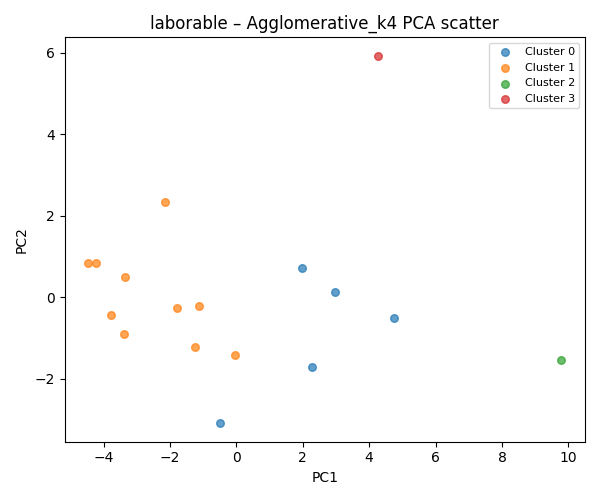 laborable – Agglomerative_k4 PCA scatter
Cluster 0
Cluster 1
Cluster 2
Cluster 3
6
4
2
0
−2
PC2
−4
−2
0
2
4
6
8
10
PC1